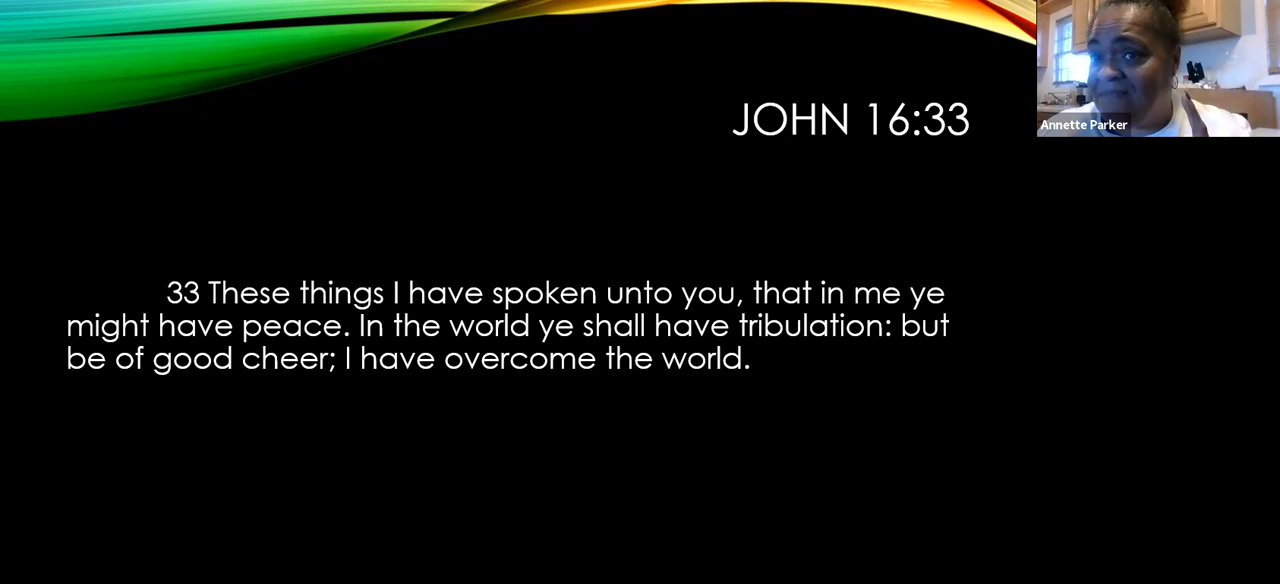 JOHN 16:33
Annette Parker
33 These things I have spoken unto you, that in me ye
might have peace. In the world ye shall have tribulation: but
be of good cheer; I have overcome the world.